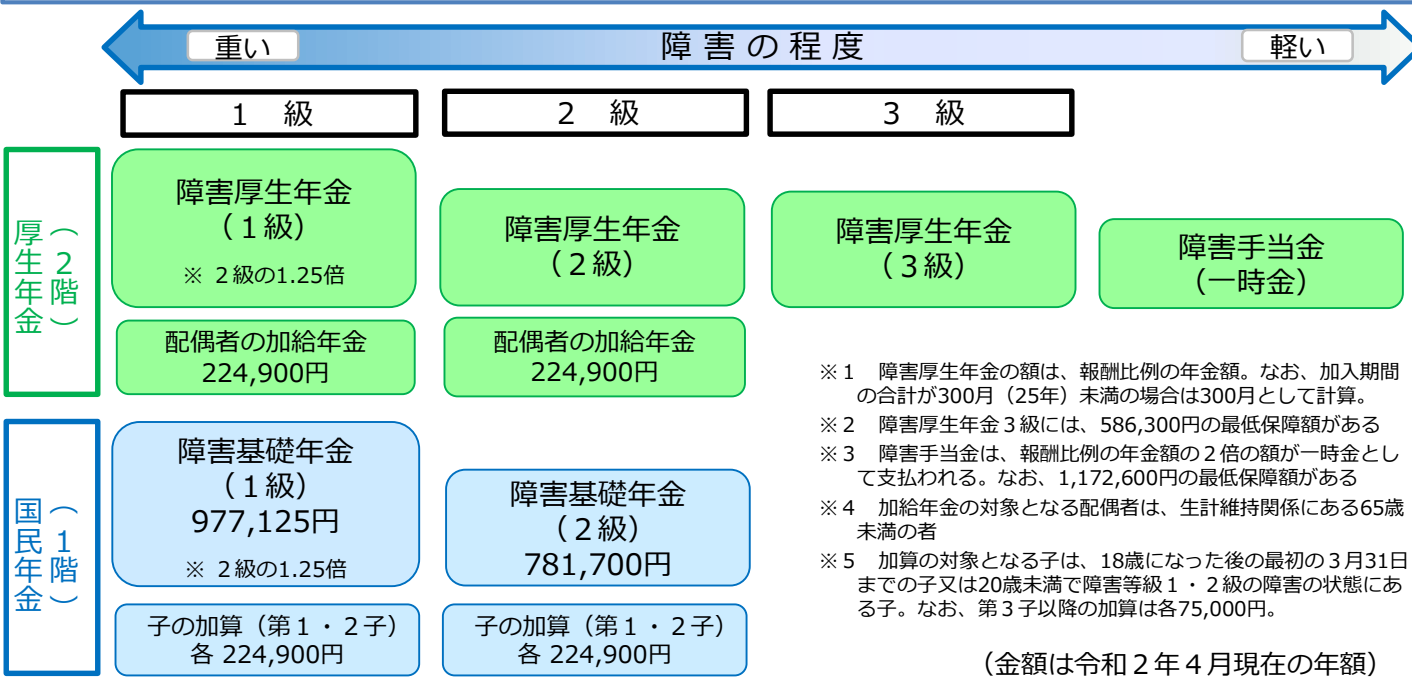 重い
障害の程度
軽い
１　級
２　級
３　級
厚生年金
（２階）
障害厚生年金
（１級）
※ ２級の1.25倍
障害厚生年金
（２級）
障害厚生年金
（３級）
障害手当金
（一時金）
配偶者の加給年金
224,900円
配偶者の加給年金
224,900円
国民年金
（１階）
障害基礎年金
（１級）
977,125円
※ ２級の1.25倍
障害基礎年金
（２級）
781,700円
子の加算（第１・２子）
各 224,900円
子の加算（第１・２子）
各 224,900円
※１　障害厚生年金の額は、報酬比例の年金額。なお、加入期間
の合計が300月（25年）未満の場合は300月として計算。
※２　障害厚生年金３級には、586,300円の最低保障額がある
※３　障害手当金は、報酬比例の年金額の２倍の額が一時金とし
て支払われる。なお、1,172,600円の最低保障額がある
※４　加給年金の対象となる配偶者は、生計維持関係にある65歳
未満の者
※５　加算の対象となる子は、18歳になった後の最初の３月31日
までの子又は20歳未満で障害等級１・２級の障害の状態にあ
る子。なお、第３子以降の加算は各75,000円。
（金額は令和２年４月現在の年額）